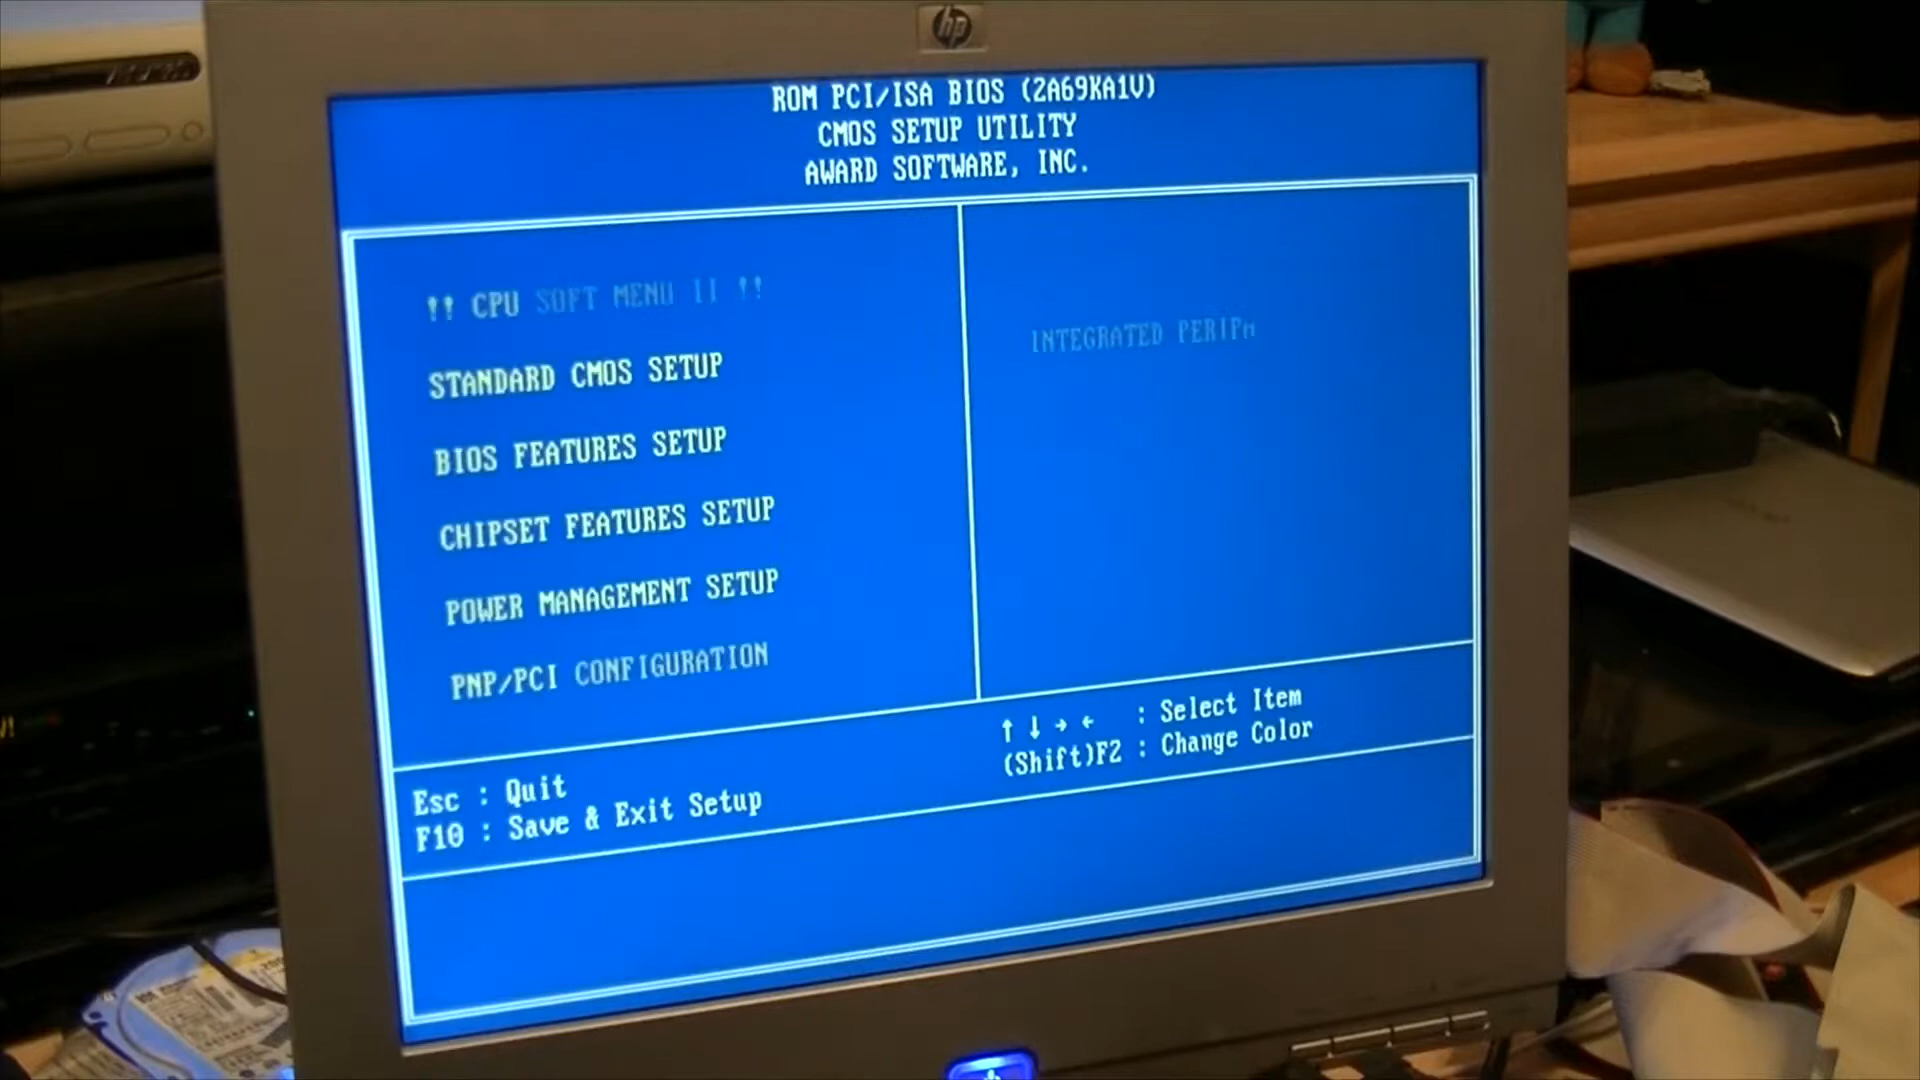 hp
ROM PCI/ISA BIOS (2A69KA1V)
CMOS SETUP UTILITY
AWARD SOFTWARE, INC.
!! CPU SOFT MENU II !!
STANDARD CMOS SETUP
BIOS FEATURES SETUP
CHIPSET FEATURES SETUP
POWER MANAGEMENT SETUP
PNP/PCI CONFIGURATION
INTEGRATED
Esc : Quit
F10 : Save & Exit Setup
↑ ↓ → ← : Select Item
(Shift)F2 : Change Color